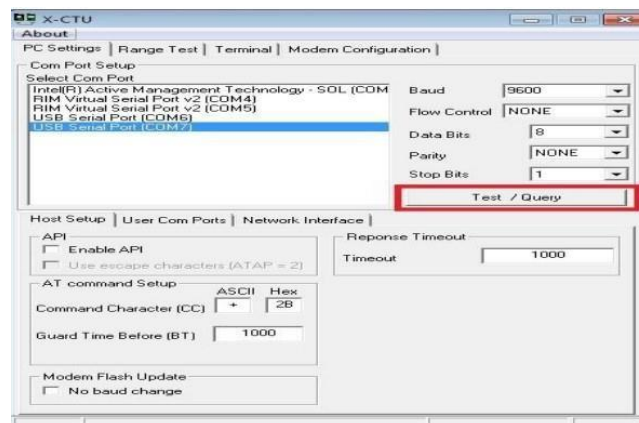 X-CTU
About
PC Settings | Range Test | Terminal | Modem Configuration |
Com Port Setup
Select Com Port
Intel(R) Active Management Technology - SOL (COM
RIM Virtual Serial Port v2 (COM4)
RIM Virtual Serial Port v2 (COM5)
USB Serial Port (COM6)
USB Serial Port (COM7)
Baud 9600
Flow Control NONE
Data Bits 8
Parity NONE
Stop Bits 1
Test / Query
Host Setup | User Com Ports | Network Interface |
API
Enable API
Use escape characters (ATAP = 2)
Reponse Timeout
Timeout 1000
AT command Setup
ASCII Hex
Command Character (CC) + 2B
Guard Time Before (BT) 1000
Modem Flash Update
No baud change